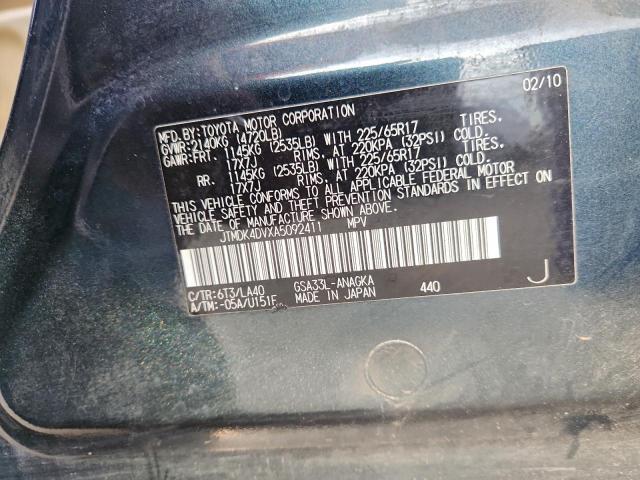 02/10
MFD.BY:TOYOTA MOTOR CORPORATION
GVWR:2140KG (4720LB)
GAWR:FRT. 1145KG (2535LB) WITH 225/65R17 TIRES.
17X7J RIMS, AT 220KPA (32PSI) COLD.
RR. 1145KG (2535LB) WITH 225/65R17 TIRES.
17X7J RIMS, AT 220KPA (32PSI) COLD.
THIS VEHICLE CONFORMS TO ALL APPLICABLE FEDERAL MOTOR
VEHICLE SAFETY AND THEFT PREVENTION STANDARDS IN EFFECT ON
THE DATE OF MANUFACTURE SHOWN ABOVE.
JTMDK4DVXA5092411 MPV
C/TR:6T3/LA40 GSA33L-ANAGKA 440 J
A/TM:-05A/U151F MADE IN JAPAN